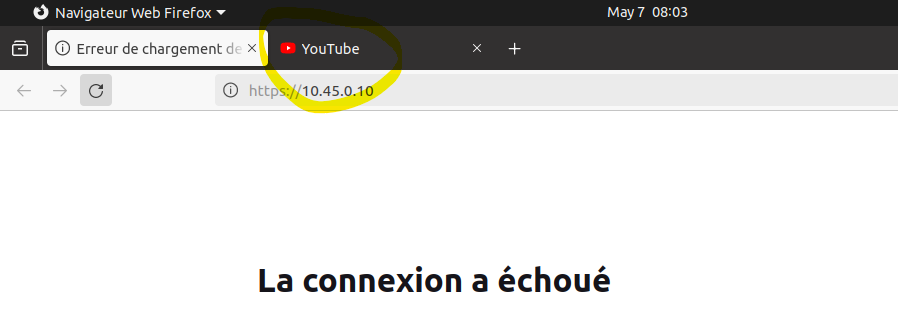 Navigateur Web Firefox May 7 08:03
Erreur de chargement de YouTube
https://10.45.0.10
La connexion a échoué